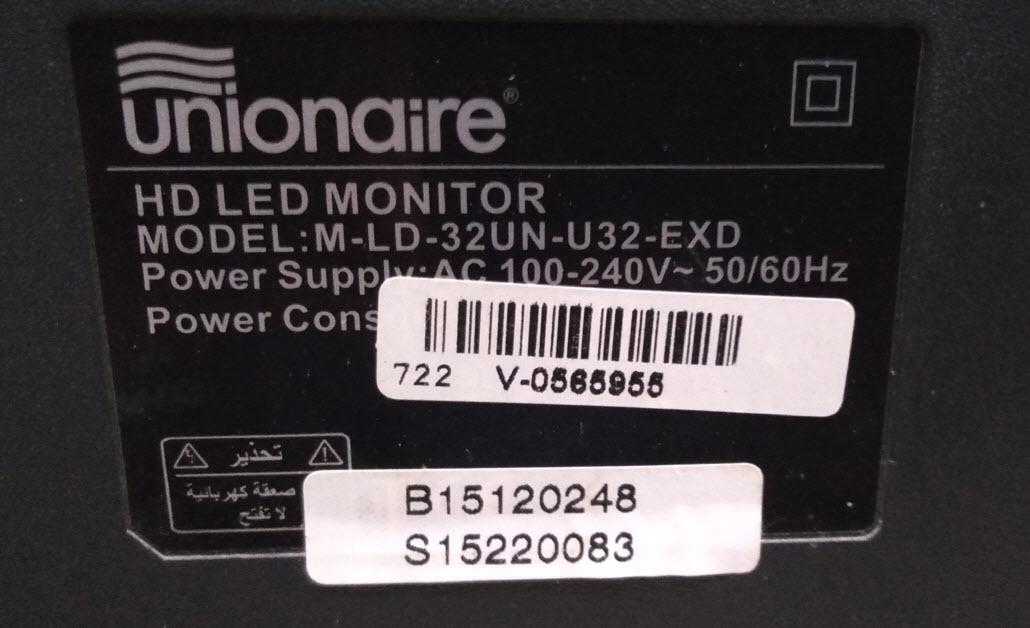 unionaire®
HD LED MONITOR
MODEL:M-LD-32UN-U32-EXD
Power Supply:AC 100-240V~ 50/60Hz
Power Cons
722 V-0565955
تحذير
صعقة كهربائية
لا تفتح
B15120248
S15220083